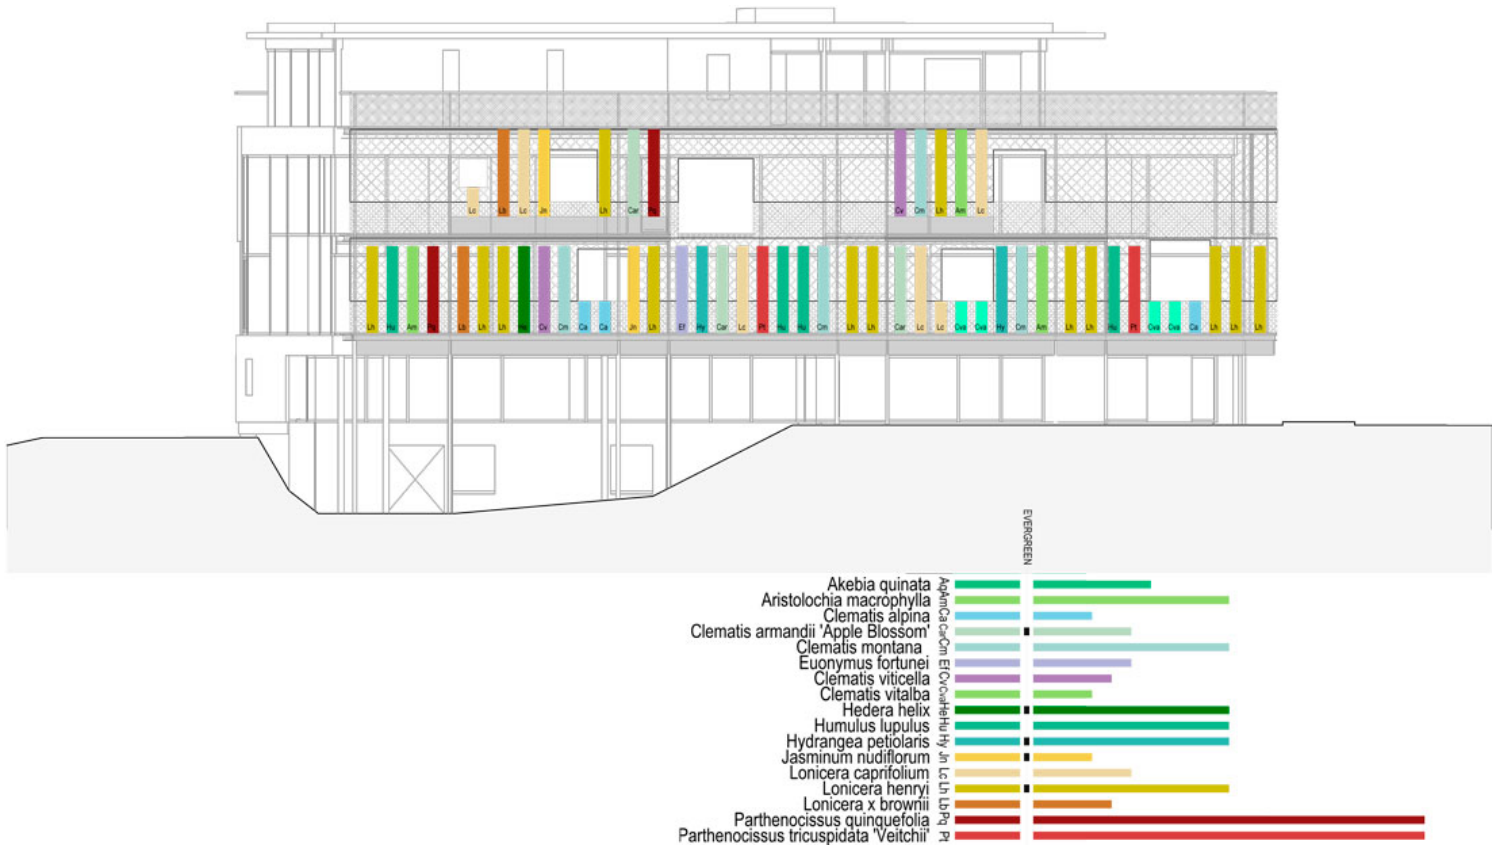 Lc Lb Lc Jn Lh Car Pq Cv Cm Lh Am Lc
Lh Hu Am Pq Lb Lh Lh He Cv Cm Ca Ca Jn Lh Ef Hy Car Lc Pt Hu Hu Cm Lh Lh Car Lc Lc Cva Cva Hy Cm Am Lh Lh Hu Pt Cva Cva Ca Lh Lh Lh
EVERGREEN
Akebia quinata Aq
Aristolochia macrophylla Am
Clematis alpina Ca
Clematis armandii 'Apple Blossom' Car
Clematis montana Cm
Euonymus fortunei Ef
Clematis viticella Cv
Clematis vitalba Cva
Hedera helix He
Humulus lupulus Hu
Hydrangea petiolaris Hy
Jasminum nudiflorum Jn
Lonicera caprifolium Lc
Lonicera henryi Lh
Lonicera x brownii Lb
Parthenocissus quinquefolia Pq
Parthenocissus tricuspidata 'Veitchii' Pt